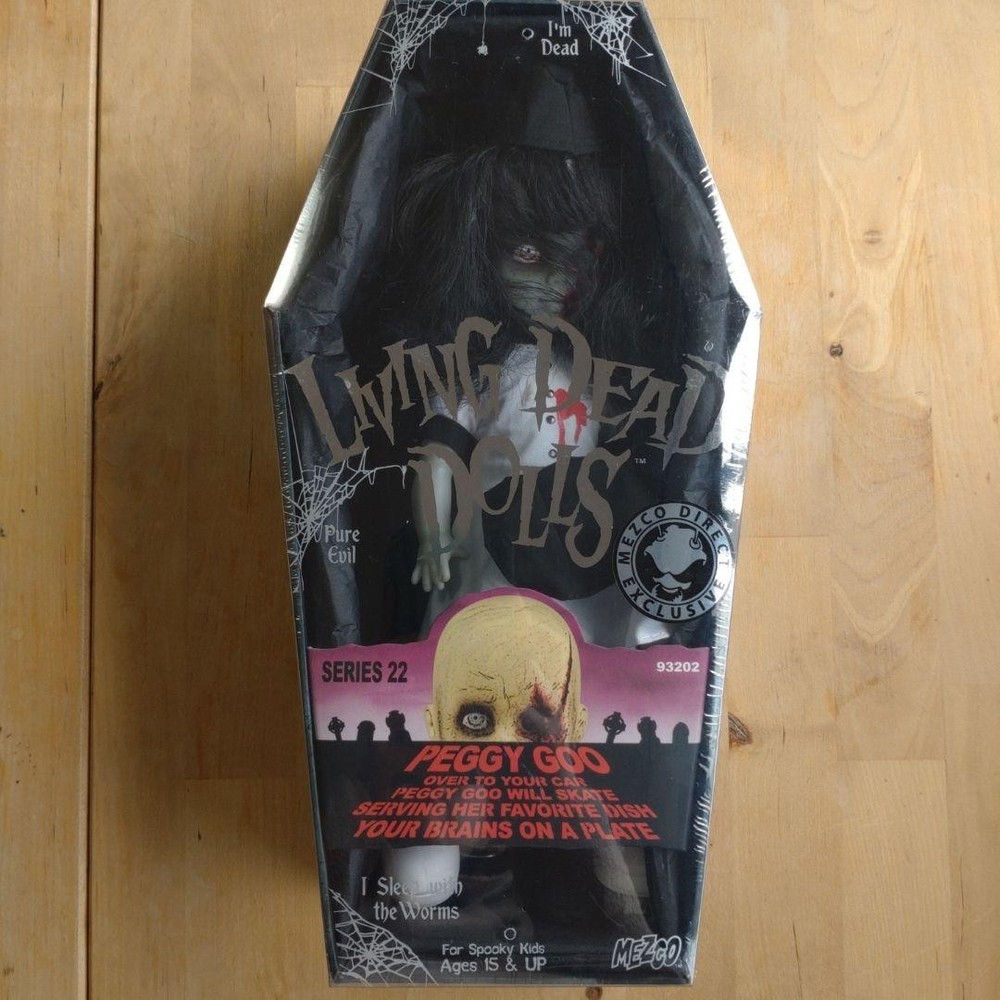 I'm
Dead
LIVING DEAD
DOLLS
®
™
Pure
Evil
MEZCO DIRECT
EXCLUSIVE
SERIES 22
93202
PEGGY GOO
OVER TO YOUR CAR
PEGGY GOO WILL SKATE
SERVING HER FAVORITE DISH
YOUR BRAINS ON A PLATE
I Sleep with
the Worms
For Spooky Kids
Ages 15 & UP
MEZCO